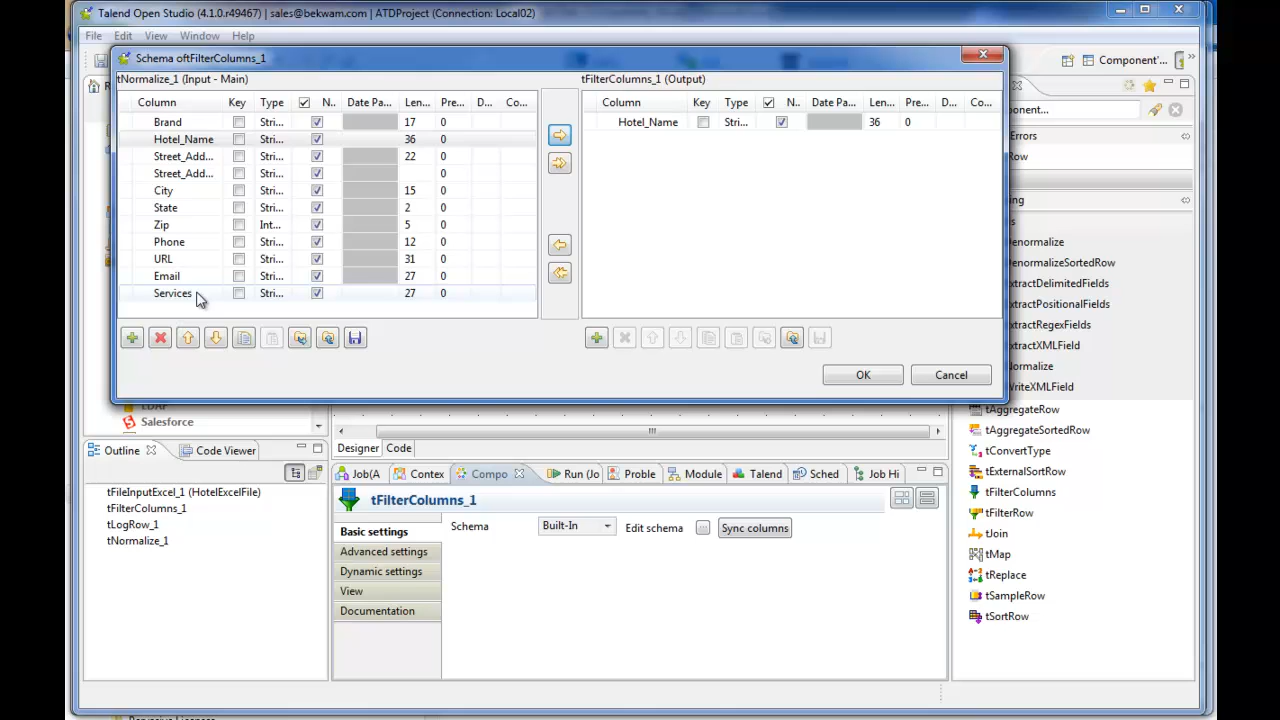 Talend Open Studio (4.1.0.r49467) | sales@bekwam.com | ATDProject (Connection: Local02)
File Edit View Window Help
Schema oftFilterColumns_1
tNormalize_1 (Input - Main)
Column Key Type N.. Date Pa... Len... Pre... D... Co...
Brand Stri... 17 0
Hotel_Name Stri... 36 0
Street_Add... Stri... 22 0
Street_Add... Stri... 0
City Stri... 15 0
State Stri... 2 0
Zip Int... 5 0
Phone Stri... 12 0
URL Stri... 31 0
Email Stri... 27 0
Services Stri... 27 0
tFilterColumns_1 (Output)
Column Key Type N.. Date Pa... Len... Pre... D... Co...
Hotel_Name Stri... 36 0
OK Cancel
Component'...
onent...
Errors
Row
ng
s
Denormalize
DenormalizeSortedRow
xtractDelimitedFields
xtractPositionalFields
xtractRegexFields
xtractXMLField
Normalize
WriteXMLField
tAggregateRow
tAggregateSortedRow
tConvertType
tExternalSortRow
tFilterColumns
tFilterRow
tJoin
tMap
tReplace
tSampleRow
tSortRow
Salesforce
Outline Code Viewer
tFileInputExcel_1 (HotelExcelFile)
tFilterColumns_1
tLogRow_1
tNormalize_1
Designer Code
Job(A Contex Compo Run (Jo Proble Module Talend Sched Job Hi
tFilterColumns_1
Basic settings
Advanced settings
Dynamic settings
View
Documentation
Schema Built-In Edit schema ... Sync columns